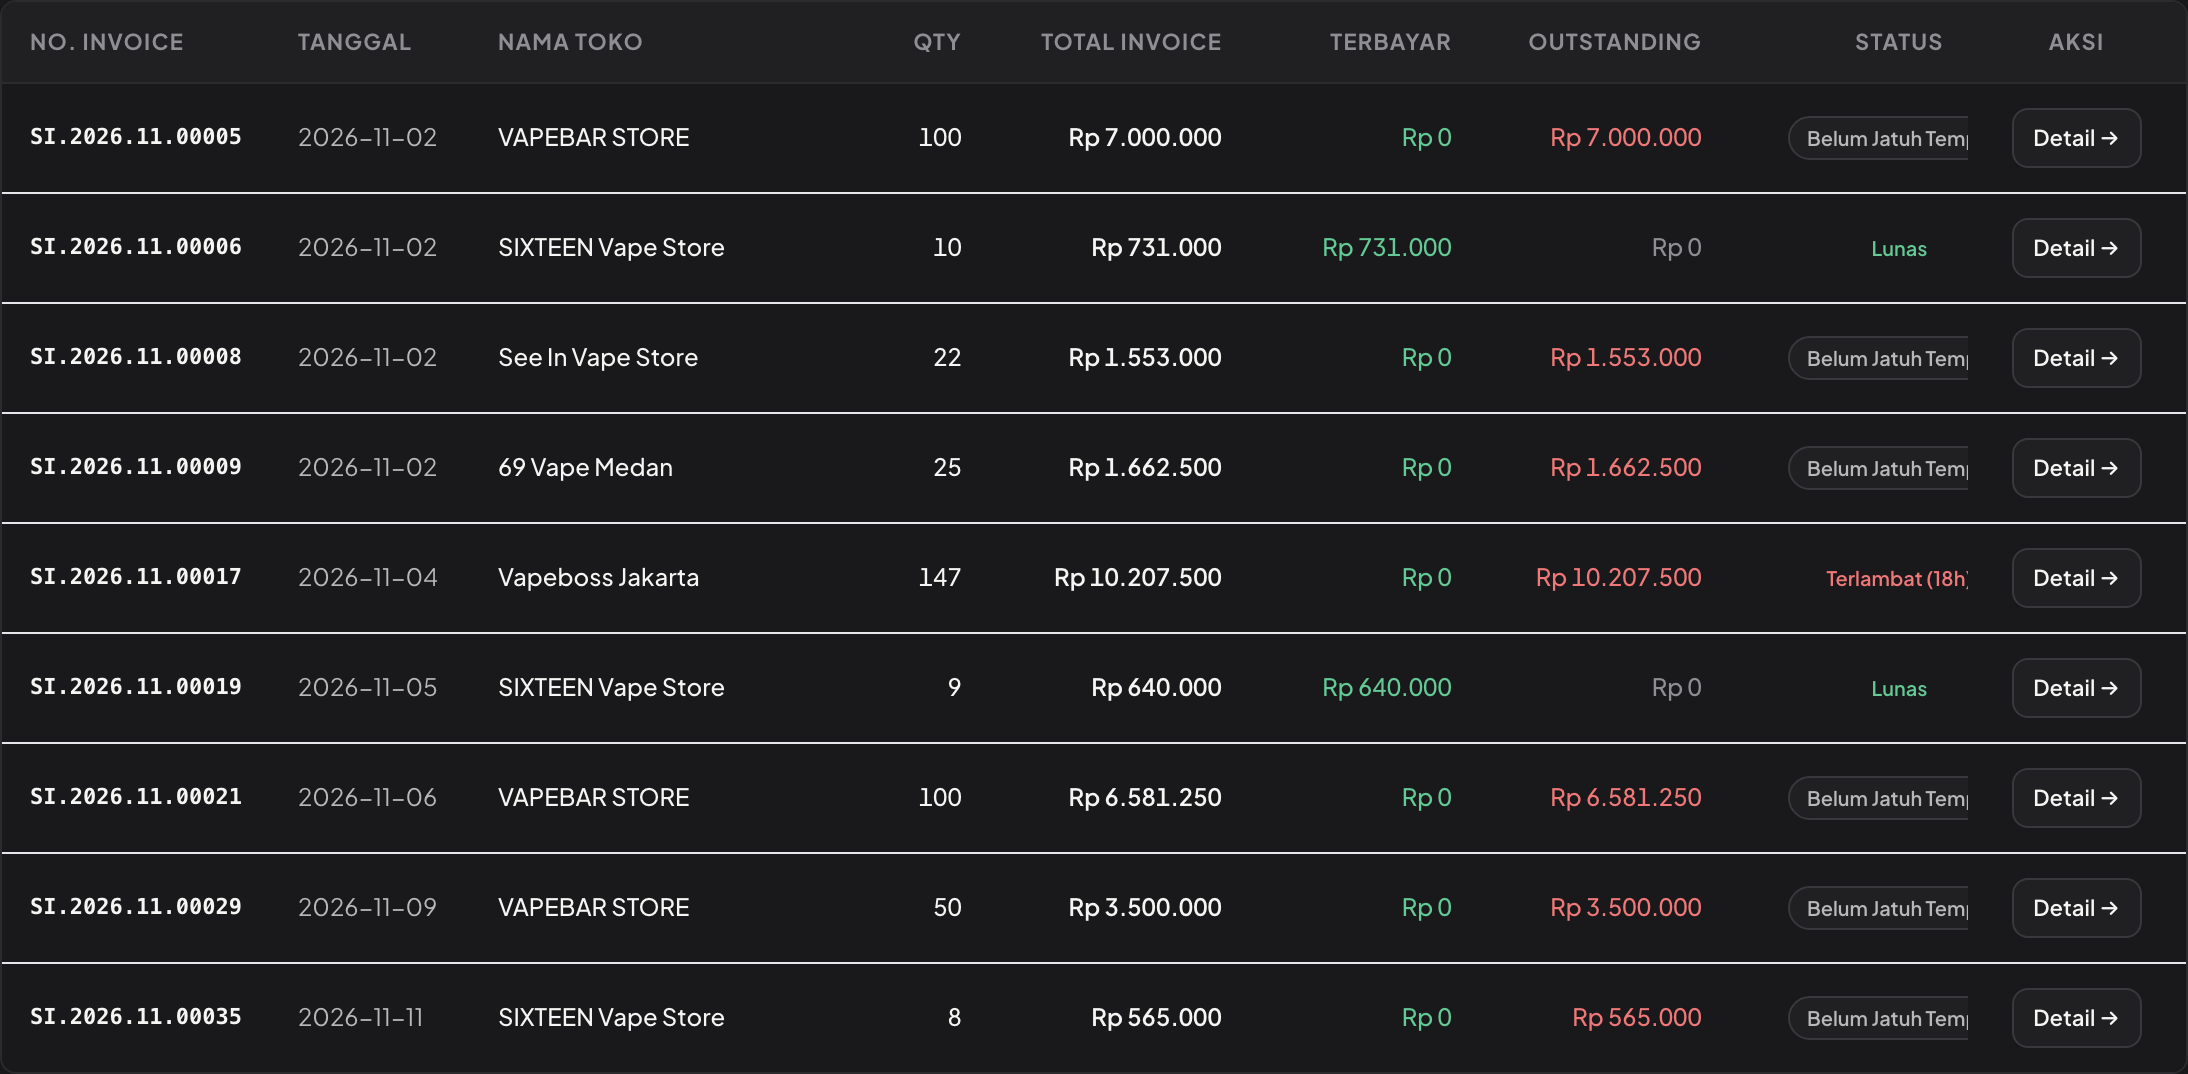 NO. INVOICE TANGGAL NAMA TOKO QTY TOTAL INVOICE TERBAYAR OUTSTANDING STATUS AKSI
SI.2026.11.00005 2026-11-02 VAPEBAR STORE 100 Rp 7.000.000 Rp 0 Rp 7.000.000 Belum Jatuh Temp Detail →
SI.2026.11.00006 2026-11-02 SIXTEEN Vape Store 10 Rp 731.000 Rp 731.000 Rp 0 Lunas Detail →
SI.2026.11.00008 2026-11-02 See In Vape Store 22 Rp 1.553.000 Rp 0 Rp 1.553.000 Belum Jatuh Temp Detail →
SI.2026.11.00009 2026-11-02 69 Vape Medan 25 Rp 1.662.500 Rp 0 Rp 1.662.500 Belum Jatuh Temp Detail →
SI.2026.11.00017 2026-11-04 Vapeboss Jakarta 147 Rp 10.207.500 Rp 0 Rp 10.207.500 Terlambat (18h) Detail →
SI.2026.11.00019 2026-11-05 SIXTEEN Vape Store 9 Rp 640.000 Rp 640.000 Rp 0 Lunas Detail →
SI.2026.11.00021 2026-11-06 VAPEBAR STORE 100 Rp 6.581.250 Rp 0 Rp 6.581.250 Belum Jatuh Temp Detail →
SI.2026.11.00029 2026-11-09 VAPEBAR STORE 50 Rp 3.500.000 Rp 0 Rp 3.500.000 Belum Jatuh Temp Detail →
SI.2026.11.00035 2026-11-11 SIXTEEN Vape Store 8 Rp 565.000 Rp 0 Rp 565.000 Belum Jatuh Temp Detail →